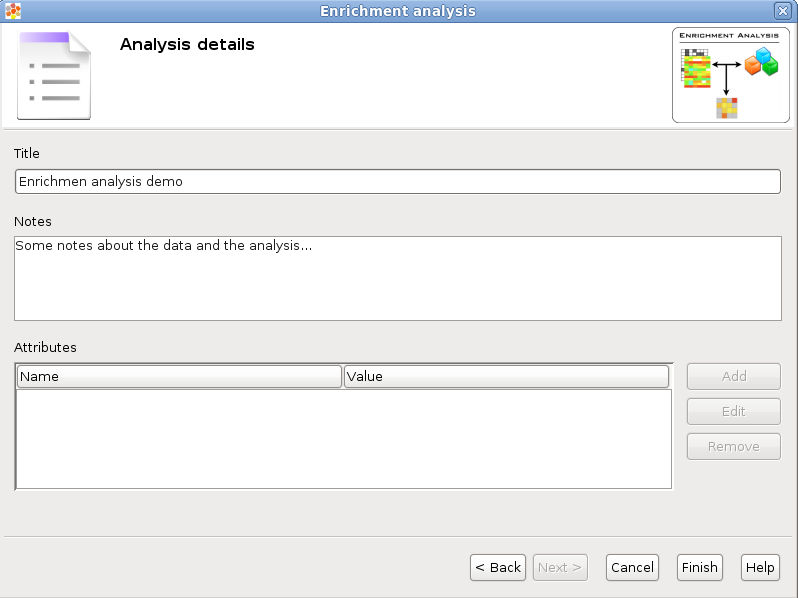 Enrichment analysis
Analysis details
ENRICHMENT ANALYSIS
Title
Enrichmen analysis demo
Notes
Some notes about the data and the analysis...
Attributes
Name Value
Add
Edit
Remove
< Back Next > Cancel Finish Help